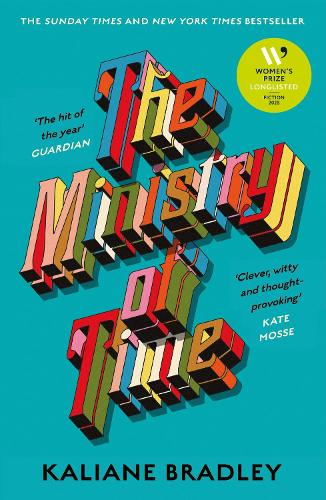 THE SUNDAY TIMES AND NEW YORK TIMES BESTSELLER
W'
WOMEN'S
PRIZE
LONGLISTED
FICTION
2025
The
'The hit of
the year'
GUARDIAN
Ministry
of
'Clever, witty
and thought-
provoking'
KATE
MOSSE
Time
KALIANE BRADLEY